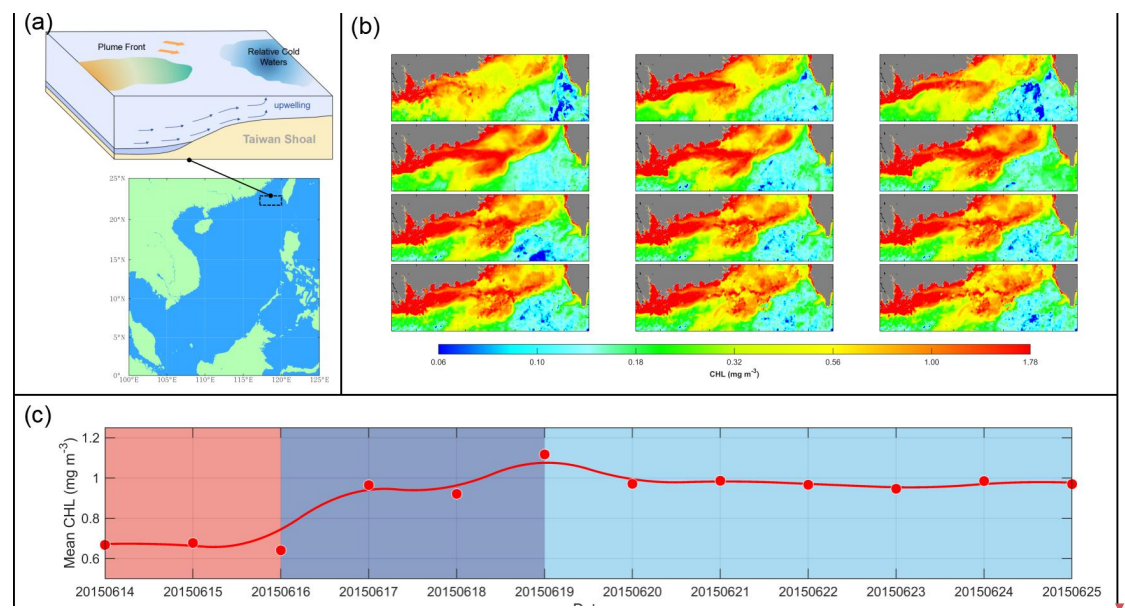 (a)
Plume Front
Relative Cold
Waters
upwelling
Taiwan Shoal
25°N
20°N
15°N
10°N
5°N
0°
100°E 105°E 110°E 115°E 120°E 125°E
(b)
0.06 0.10 0.18 0.32 0.56 1.00 1.78
CHL (mg m-3)
(c)
Mean CHL (mg m-3)
1.2
1
0.8
0.6
20150614 20150615 20150616 20150617 20150618 20150619 20150620 20150621 20150622 20150623 20150624 20150625